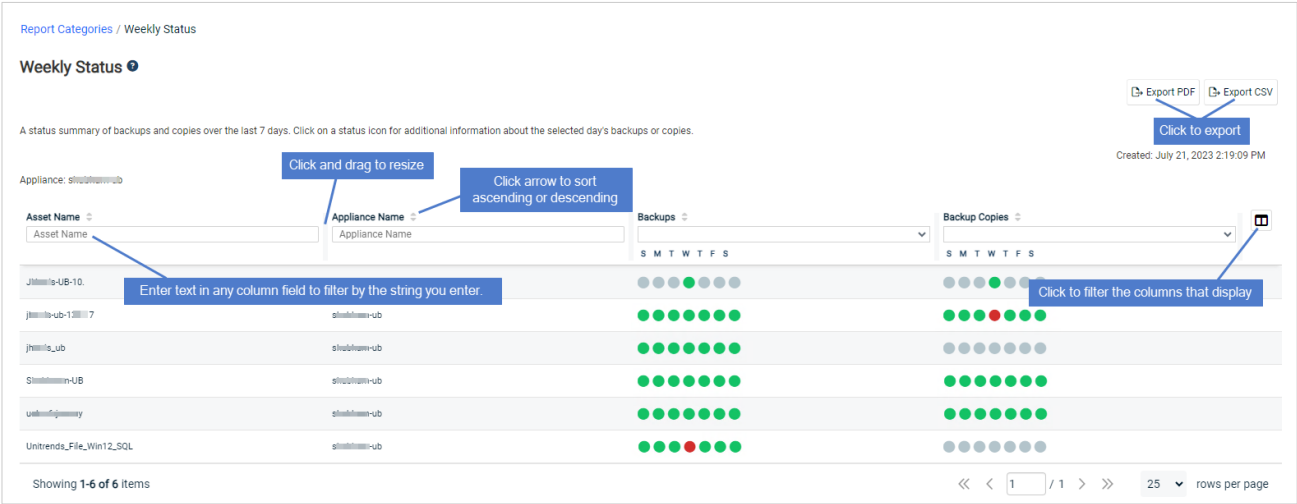 Report Categories / Weekly Status
Weekly Status ?
Export PDF Export CSV
Click to export
A status summary of backups and copies over the last 7 days. Click on a status icon for additional information about the selected day's backups or copies.
Created: July 21, 2023 2:19:09 PM
Click and drag to resize
Click arrow to sort
ascending or descending
Appliance:
Asset Name Appliance Name Backups Backup Copies
Asset Name Appliance Name
S M T W T F S S M T W T F S
Enter text in any column field to filter by the string you enter.
Click to filter the columns that display
Unitrends_File_Win12_SQL
Showing 1-6 of 6 items
1 / 1 25 rows per page